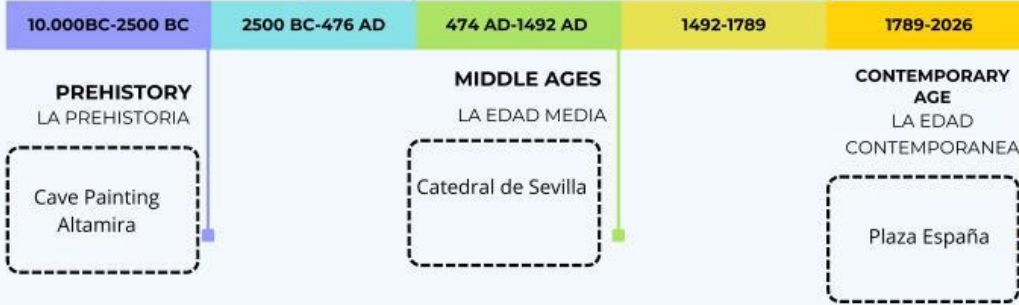 10.000BC-2500 BC
2500 BC-476 AD
474 AD-1492 AD
1492-1789
1789-2026
PREHISTORY
LA PREHISTORIA
Cave Painting
Altamira
MIDDLE AGES
LA EDAD MEDIA
Catedral de Sevilla
CONTEMPORARY
AGE
LA EDAD
CONTEMPORANEA
Plaza España